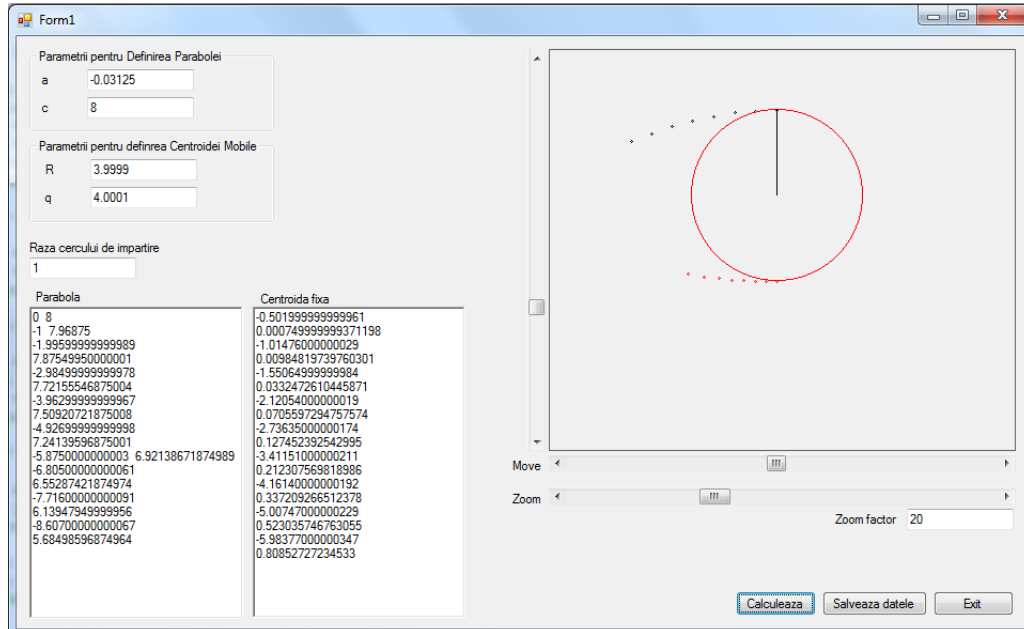 Form1
Parametrii pentru Definirea Parabolei
a -0.03125
c 8
Parametrii pentru definrea Centroidei Mobile
R 3.9999
q 4.0001
Raza cercului de impartire
1
Parabola
0 8
-1 7.96875
-1.99599999999989
7.87549950000001
-2.98499999999978
7.72155546875004
-3.96299999999967
7.50920721875008
-4.92699999999998
7.24139596875001
-5.8750000000003 6.92138671874989
-6.80500000000061
6.55287421874974
-7.71600000000091
6.13947949999956
-8.60700000000067
5.68498596874964
Centroida fixa
-0.501999999999961
0.000749999999371198
-1.01476000000029
0.00984819739760301
-1.55064999999984
0.0332472610445871
-2.12054000000019
0.0705597294757574
-2.73635000000174
0.127452392542995
-3.41151000000211
0.212307569818986
-4.16140000000192
0.337209266512378
-5.00747000000229
0.523035746763055
-5.98377000000347
0.80852727234533
Move
Zoom
Zoom factor 20
Calculeaza Salveaza datele Exit